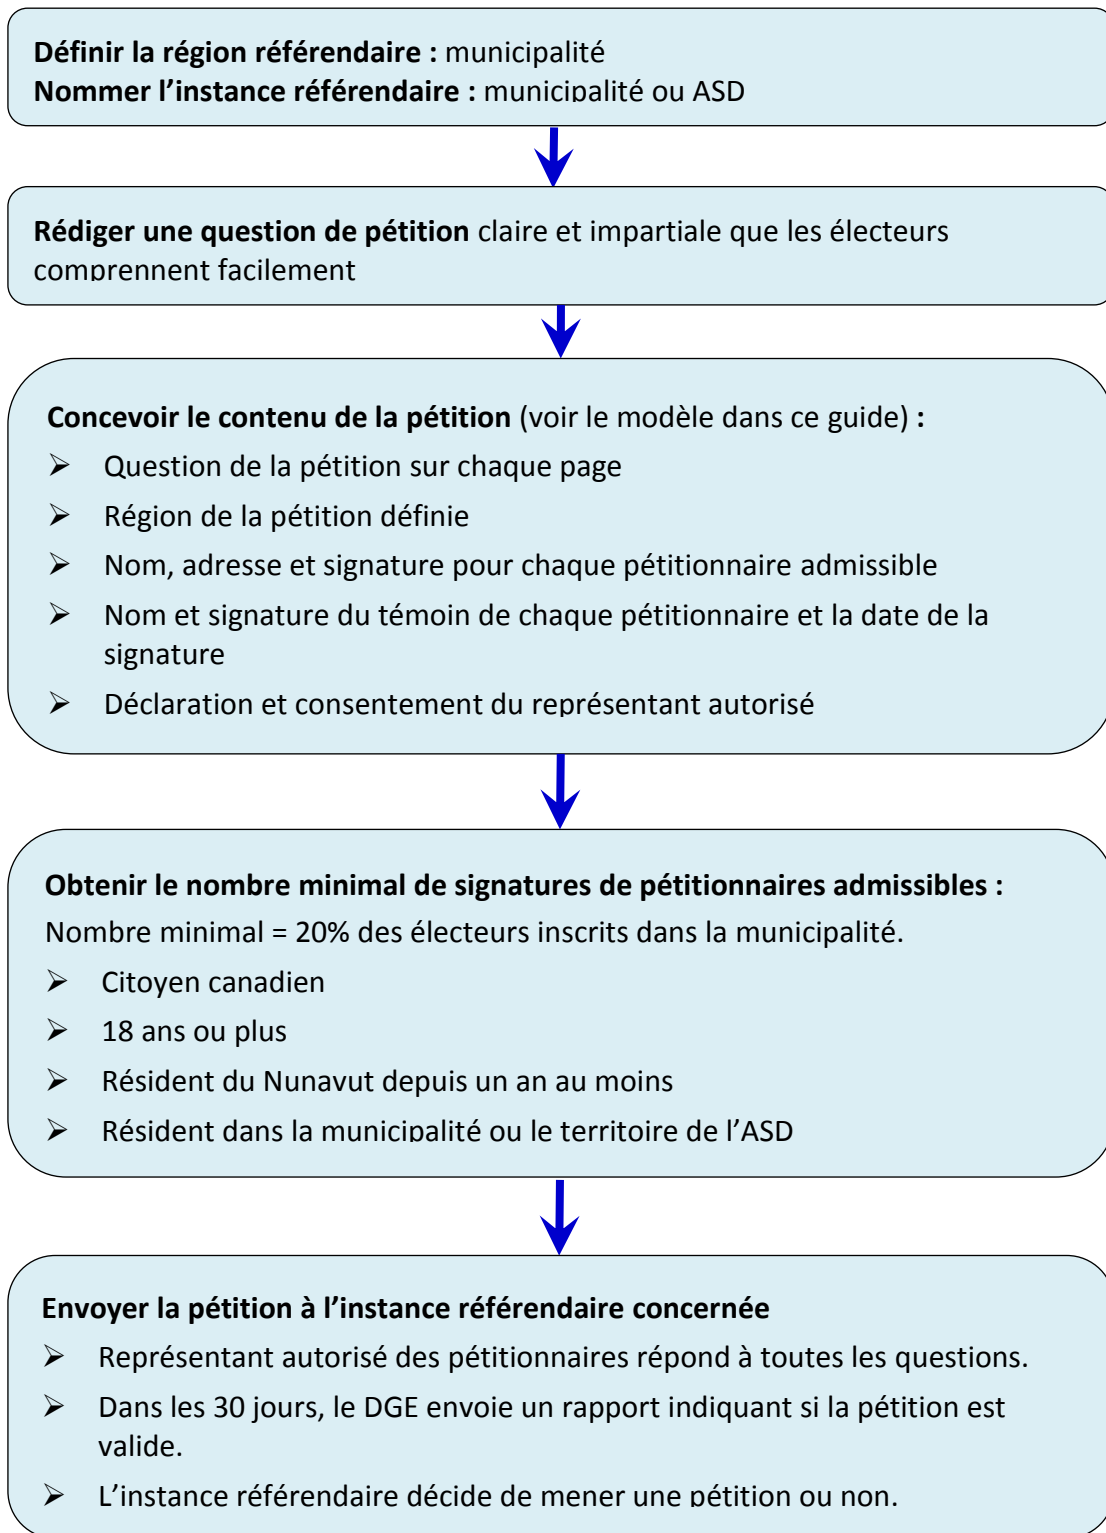 Définir la région référendaire : municipalité
Nommer l’instance référendaire : municipalité ou ASD
Rédiger une question de pétition claire et impartiale que les électeurs
comprennent facilement
Concevoir le contenu de la pétition (voir le modèle dans ce guide) :
➢ Question de la pétition sur chaque page
➢ Région de la pétition définie
➢ Nom, adresse et signature pour chaque pétitionnaire admissible
➢ Nom et signature du témoin de chaque pétitionnaire et la date de la
signature
➢ Déclaration et consentement du représentant autorisé
Obtenir le nombre minimal de signatures de pétitionnaires admissibles :
Nombre minimal = 20% des électeurs inscrits dans la municipalité.
➢ Citoyen canadien
➢ 18 ans ou plus
➢ Résident du Nunavut depuis un an au moins
➢ Résident dans la municipalité ou le territoire de l’ASD
Envoyer la pétition à l’instance référendaire concernée
➢ Représentant autorisé des pétitionnaires répond à toutes les questions.
➢ Dans les 30 jours, le DGE envoie un rapport indiquant si la pétition est
valide.
➢ L’instance référendaire décide de mener une pétition ou non.